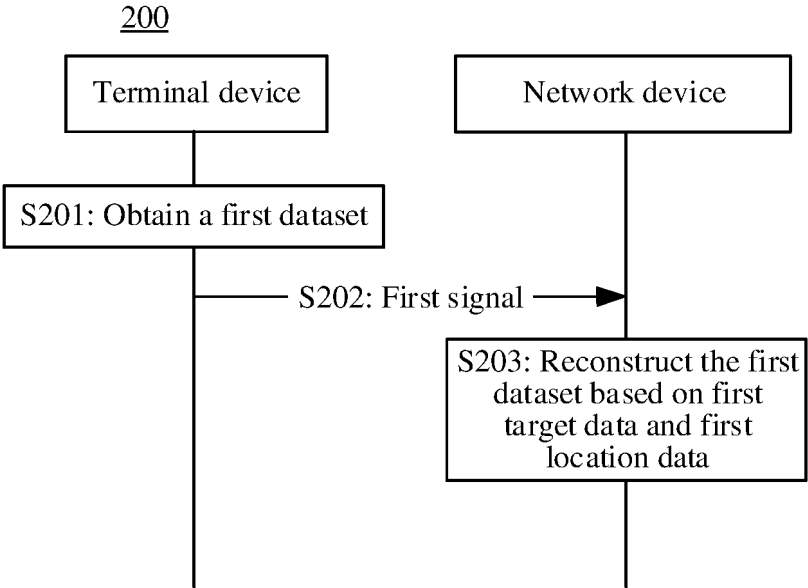 200
Terminal device
Network device
S201: Obtain a first dataset
S202: First signal
S203: Reconstruct the first
dataset based on first
target data and first
location data